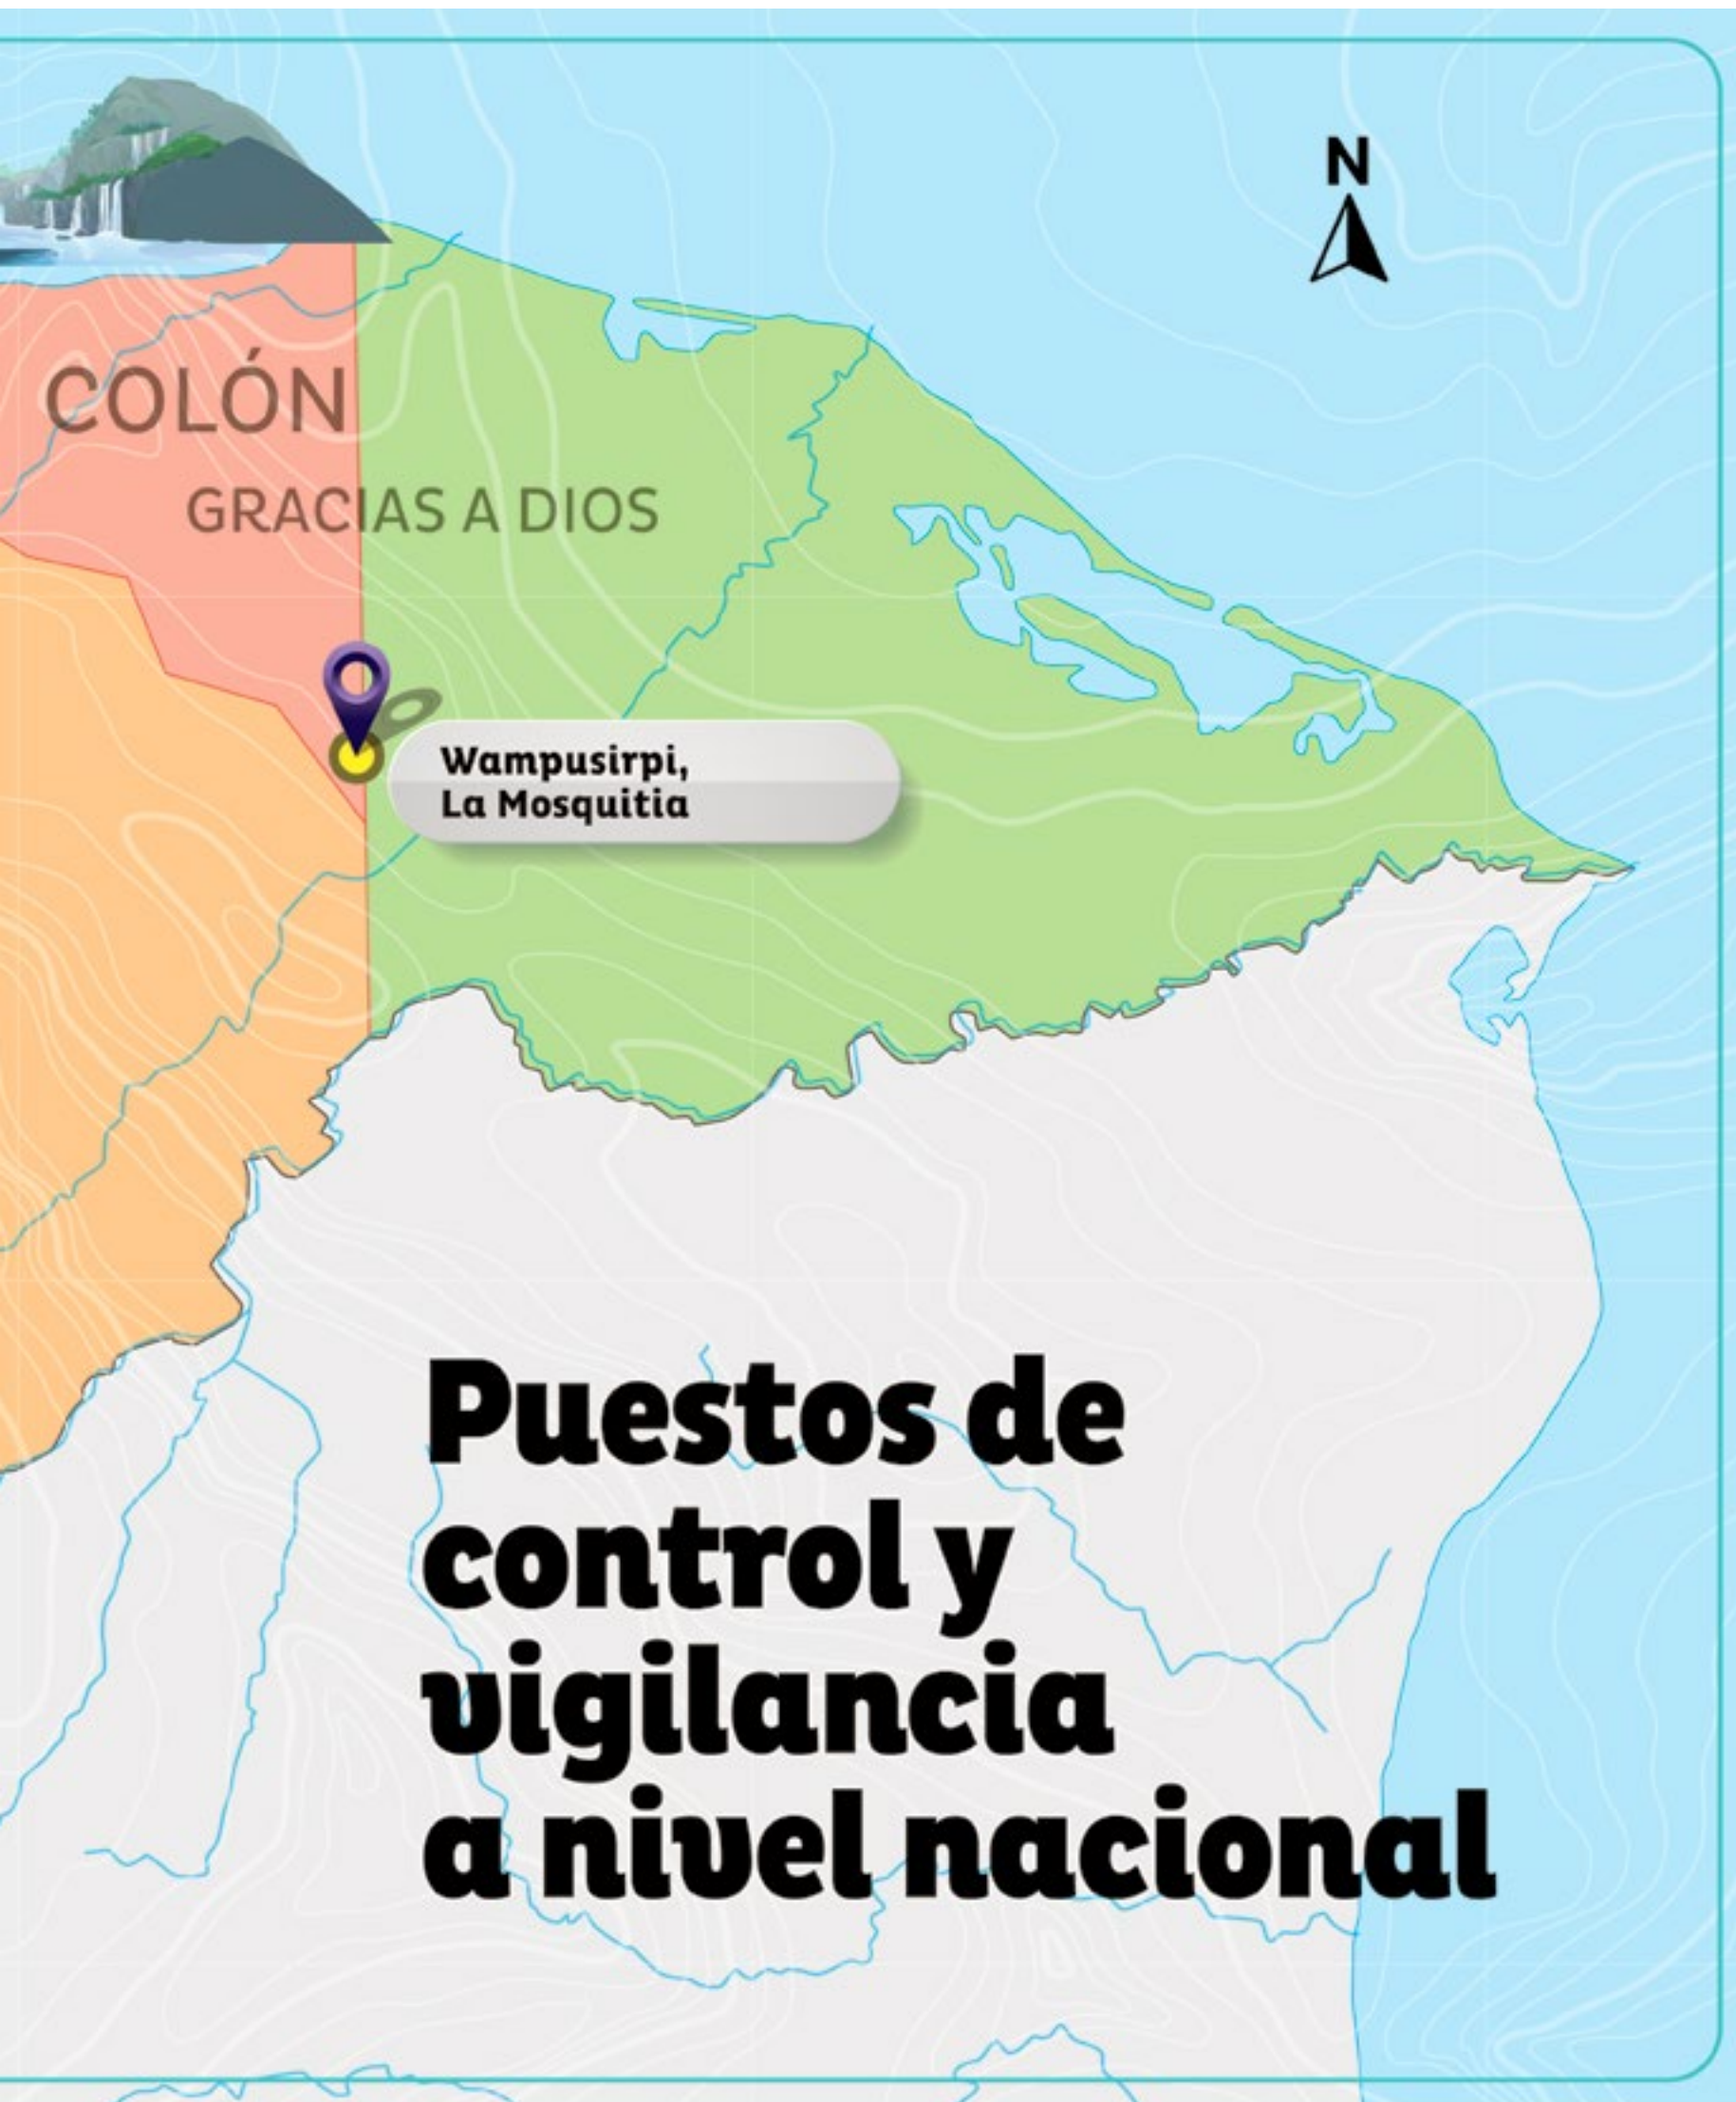 N
COLÓN
GRACIAS A DIOS
Wampusirpi,
La Mosquitia
Puestos de
control y
vigilancia
a nivel nacional